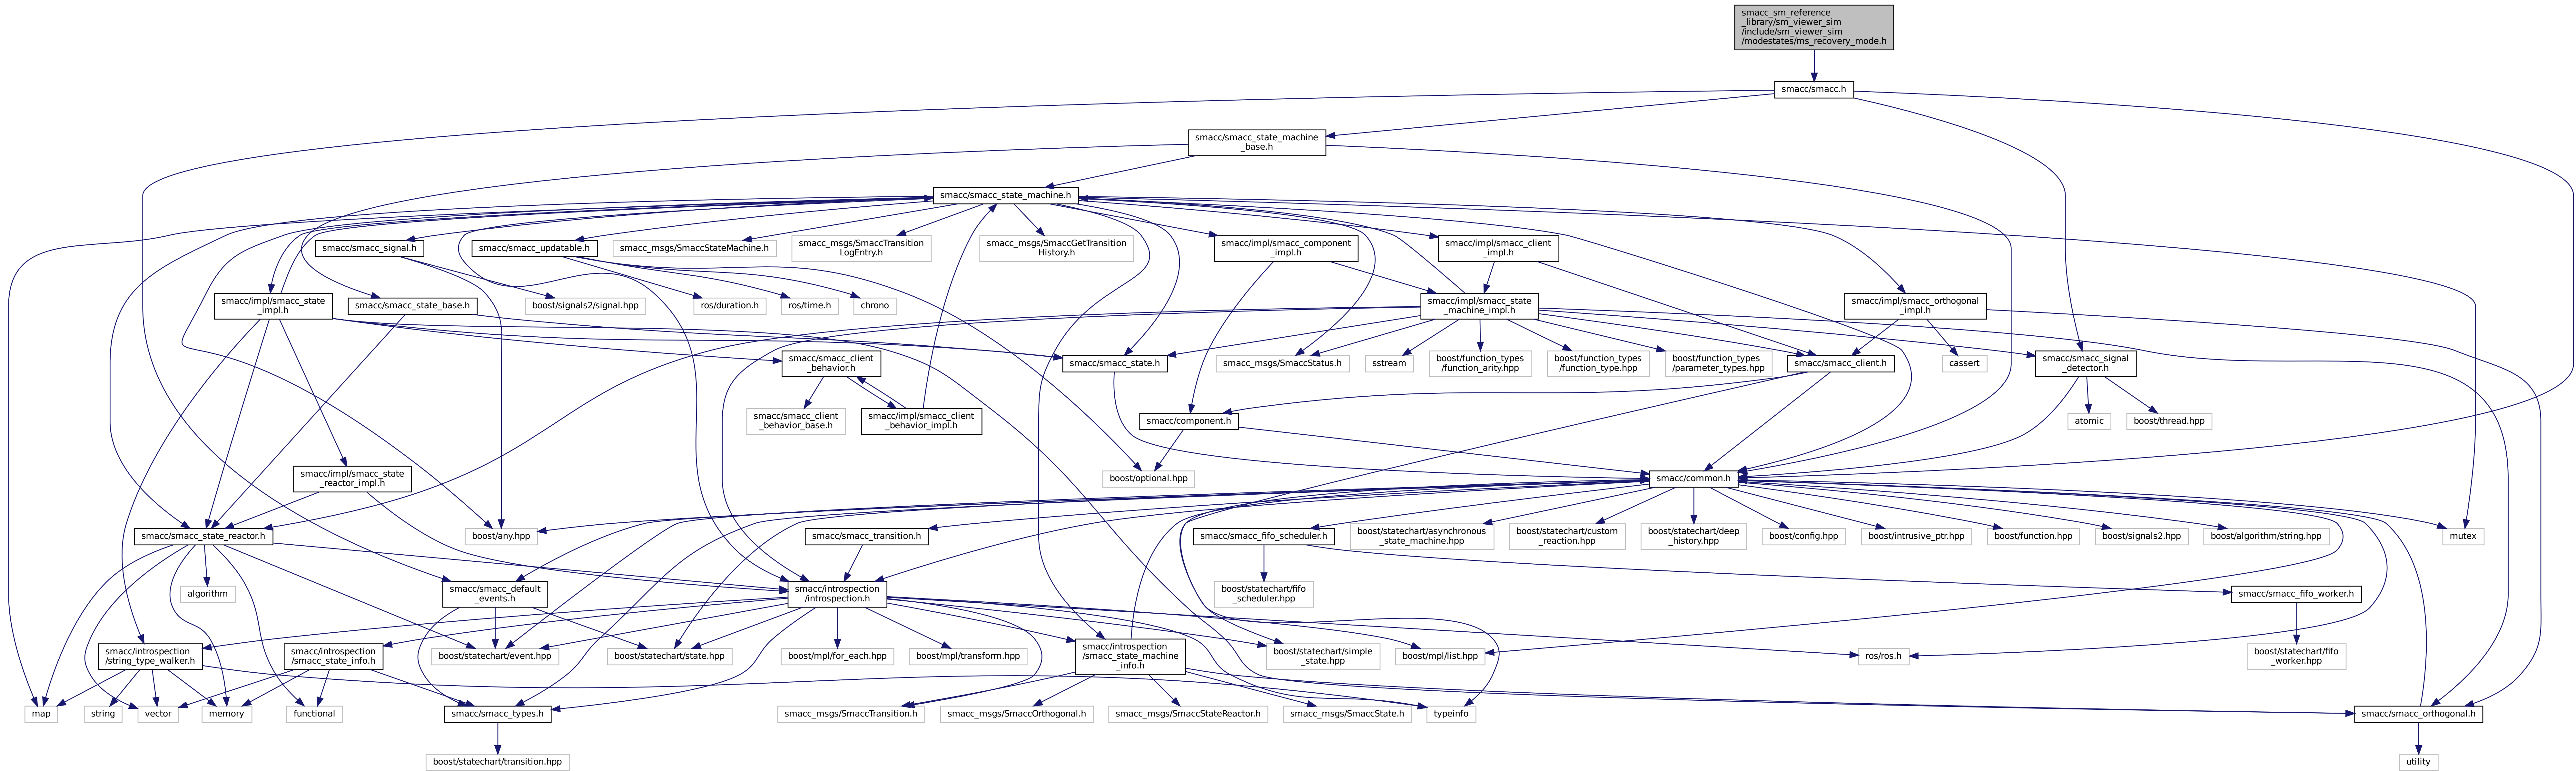 smacc_sm_reference
_library/sm_viewer_sim
/include/sm_viewer_sim
/modestates/ms_recovery_mode.h
smacc/smacc.h
smacc/smacc_state_machine
_base.h
smacc/smacc_state_machine.h
smacc/smacc_signal.h
smacc/smacc_updatable.h
smacc_msgs/SmaccStateMachine.h
smacc_msgs/SmaccTransition
LogEntry.h
smacc_msgs/SmaccGetTransition
History.h
smacc/impl/smacc_component
_impl.h
smacc/impl/smacc_client
_impl.h
smacc/impl/smacc_state
_impl.h
smacc/smacc_state_base.h
boost/signals2/signal.hpp
ros/duration.h
ros/time.h
chrono
smacc/impl/smacc_state
_machine_impl.h
smacc/impl/smacc_orthogonal
_impl.h
smacc/smacc_client
_behavior.h
smacc/smacc_state.h
smacc_msgs/SmaccStatus.h
sstream
boost/function_types
/function_arity.hpp
boost/function_types
/function_type.hpp
boost/function_types
/parameter_types.hpp
smacc/smacc_client.h
cassert
smacc/smacc_signal
_detector.h
smacc/smacc_client
_behavior_base.h
smacc/impl/smacc_client
_behavior_impl.h
smacc/component.h
atomic
boost/thread.hpp
smacc/impl/smacc_state
_reactor_impl.h
boost/optional.hpp
smacc/common.h
smacc/smacc_state_reactor.h
boost/any.hpp
smacc/smacc_transition.h
smacc/smacc_fifo_scheduler.h
boost/statechart/asynchronous
_state_machine.hpp
boost/statechart/custom
_reaction.hpp
boost/statechart/deep
_history.hpp
boost/config.hpp
boost/intrusive_ptr.hpp
boost/function.hpp
boost/signals2.hpp
boost/algorithm/string.hpp
mutex
algorithm
smacc/smacc_default
_events.h
smacc/introspection
/introspection.h
boost/statechart/fifo
_scheduler.hpp
smacc/smacc_fifo_worker.h
smacc/introspection
/string_type_walker.h
smacc/introspection
/smacc_state_info.h
boost/statechart/event.hpp
boost/statechart/state.hpp
boost/mpl/for_each.hpp
boost/mpl/transform.hpp
smacc/introspection
/smacc_state_machine
_info.h
boost/statechart/simple
_state.hpp
boost/mpl/list.hpp
ros/ros.h
boost/statechart/fifo
_worker.hpp
map
string
vector
memory
functional
smacc/smacc_types.h
smacc_msgs/SmaccTransition.h
smacc_msgs/SmaccOrthogonal.h
smacc_msgs/SmaccStateReactor.h
smacc_msgs/SmaccState.h
typeinfo
smacc/smacc_orthogonal.h
boost/statechart/transition.hpp
utility